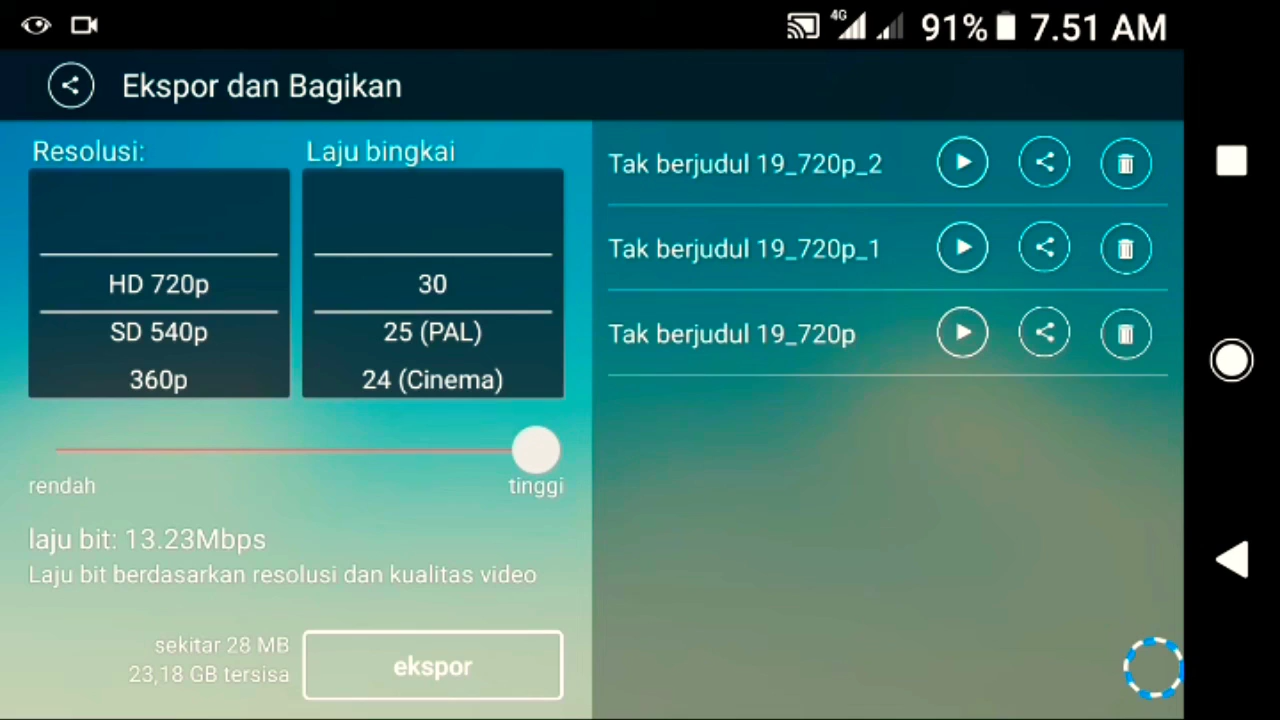 4G 91% 7.51 AM
Ekspor dan Bagikan
Resolusi:
HD 720p
SD 540p
360p
Laju bingkai
30
25 (PAL)
24 (Cinema)
rendah
tinggi
laju bit: 13.23Mbps
Laju bit berdasarkan resolusi dan kualitas video
sekitar 28 MB
23,18 GB tersisa
ekspor
Tak berjudul 19_720p_2
Tak berjudul 19_720p_1
Tak berjudul 19_720p